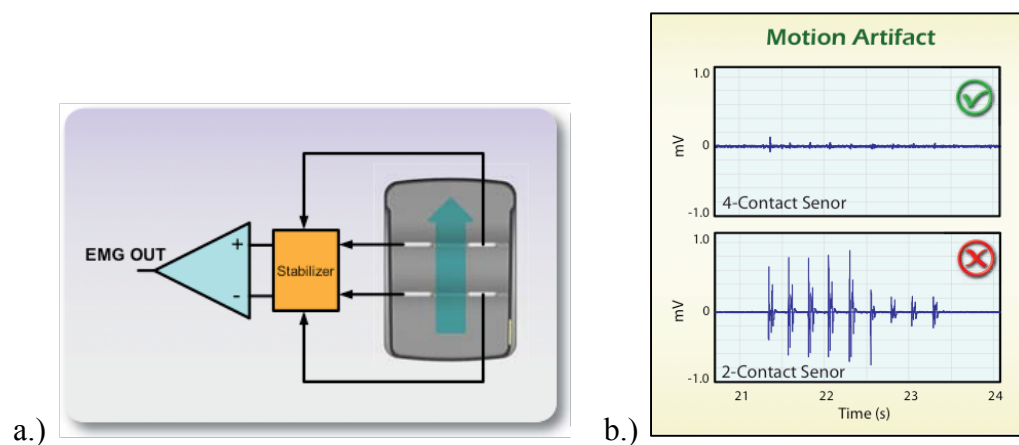 a.)
EMG OUT
+
-
Stabilizer
b.)
Motion Artifact
1.0
mV
0
-1.0
4-Contact Senor
1.0
mV
0
-1.0
2-Contact Senor
21 22 23 24
Time (s)